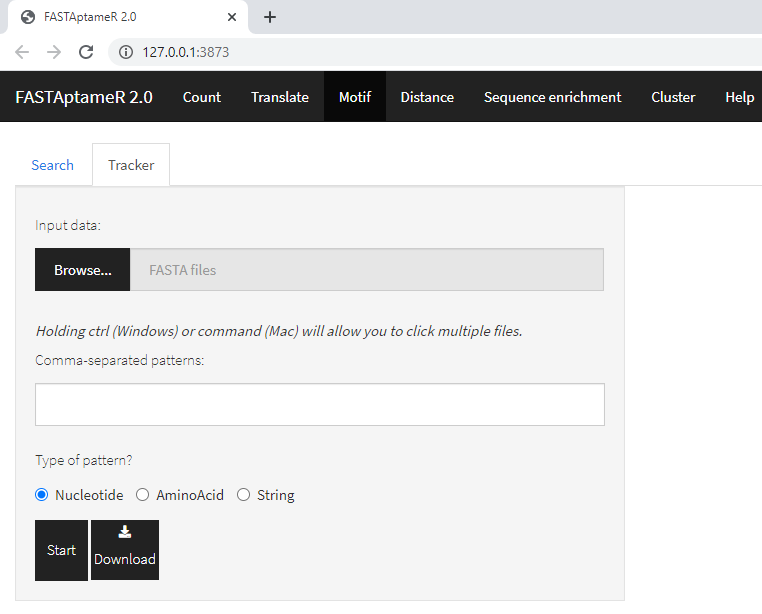 FASTAptameR 2.0
127.0.0.1:3873
FASTAptameR 2.0 Count Translate Motif Distance Sequence enrichment Cluster Help
Search Tracker
Input data:
Browse... FASTA files
Holding ctrl (Windows) or command (Mac) will allow you to click multiple files.
Comma-separated patterns:
Type of pattern?
Nucleotide AminoAcid String
Start Download